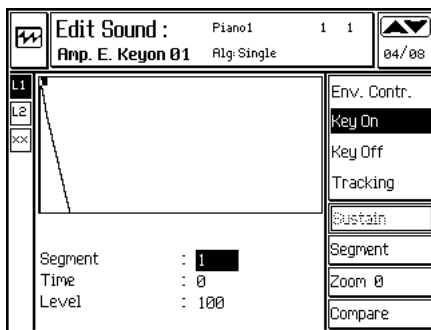 Edit Sound : Piano1 1 1
Amp. E. Keyon 01 Alg: Single 04/08
L1
L2
xx
Env. Contr.
Key On
Key Off
Tracking
Sustain
Segment
Zoom 0
Compare
Segment : 1
Time : 0
Level : 100